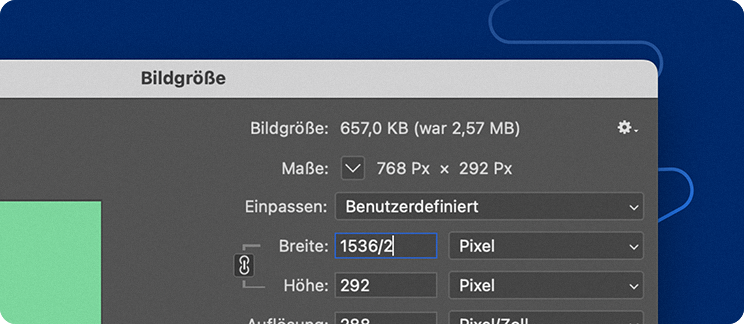 Bildgröße
Bildgröße: 657,0 KB (war 2,57 MB)
Maße: 768 Px × 292 Px
Einpassen: Benutzerdefiniert
Breite: 1536/2 Pixel
Höhe: 292 Pixel
Auflösung: 288 Pixel/Zoll